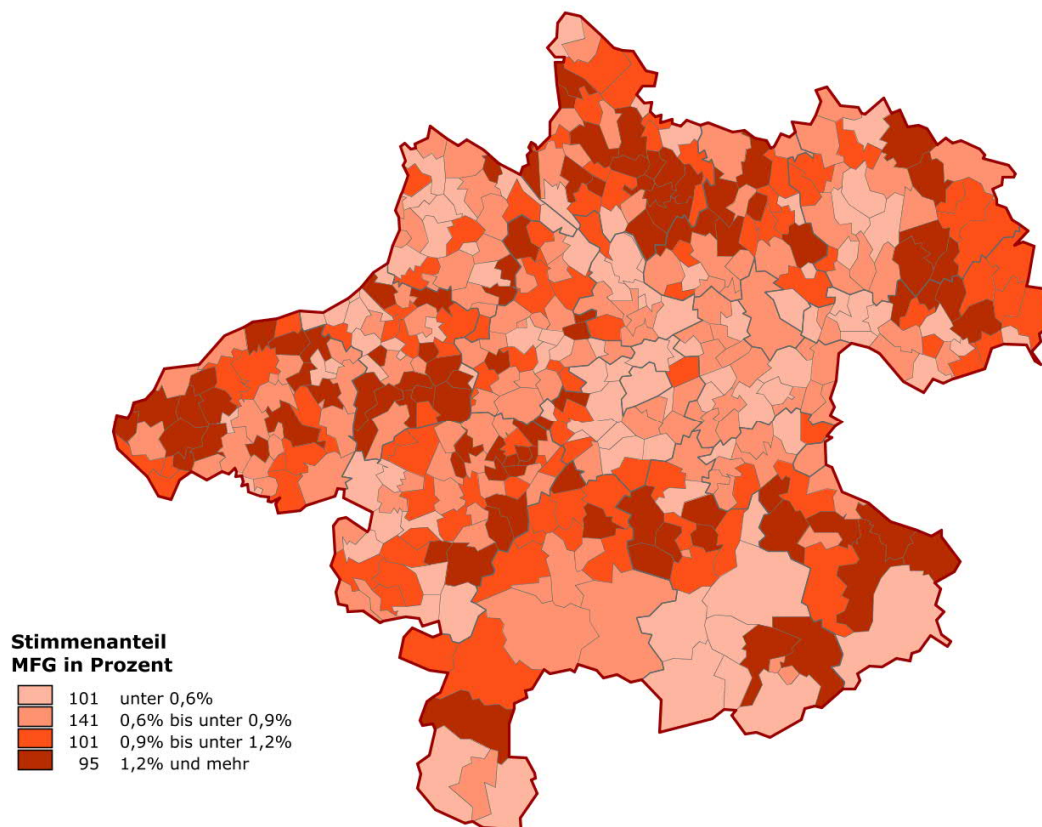 Stimmenanteil
MFG in Prozent
101 unter 0,6%
141 0,6% bis unter 0,9%
101 0,9% bis unter 1,2%
95 1,2% und mehr